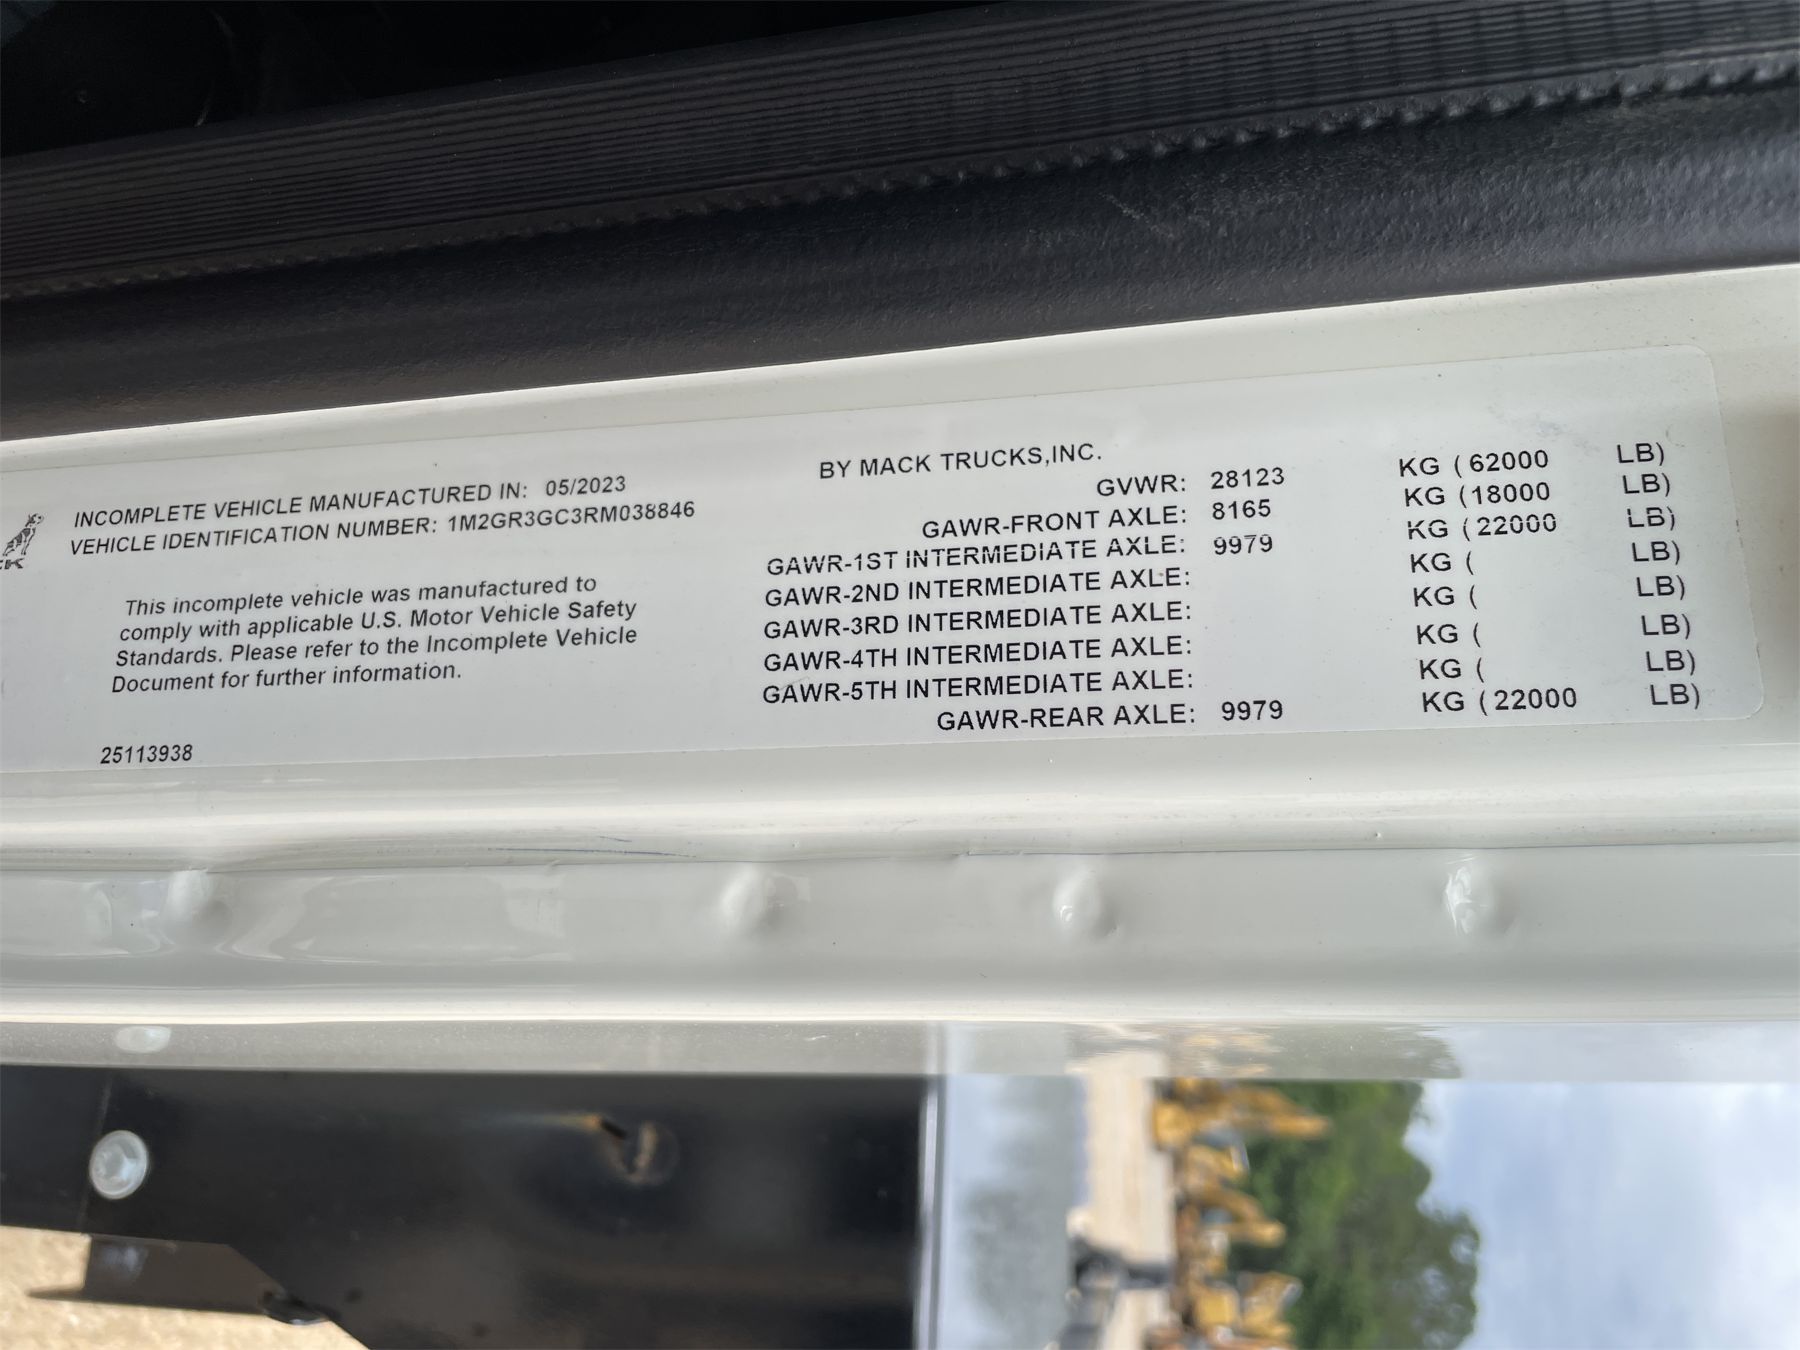 INCOMPLETE VEHICLE MANUFACTURED IN: 05/2023
VEHICLE IDENTIFICATION NUMBER: 1M2GR3GC3RM038846
This incomplete vehicle was manufactured to
comply with applicable U.S. Motor Vehicle Safety
Standards. Please refer to the Incomplete Vehicle
Document for further information.
25113938
BY MACK TRUCKS,INC.
GVWR: 28123 KG (62000 LB)
GAWR-FRONT AXLE: 8165 KG (18000 LB)
GAWR-1ST INTERMEDIATE AXLE: 9979 KG (22000 LB)
GAWR-2ND INTERMEDIATE AXLE: KG ( LB)
GAWR-3RD INTERMEDIATE AXLE: KG ( LB)
GAWR-4TH INTERMEDIATE AXLE: KG ( LB)
GAWR-5TH INTERMEDIATE AXLE: KG ( LB)
GAWR-REAR AXLE: 9979 KG (22000 LB)